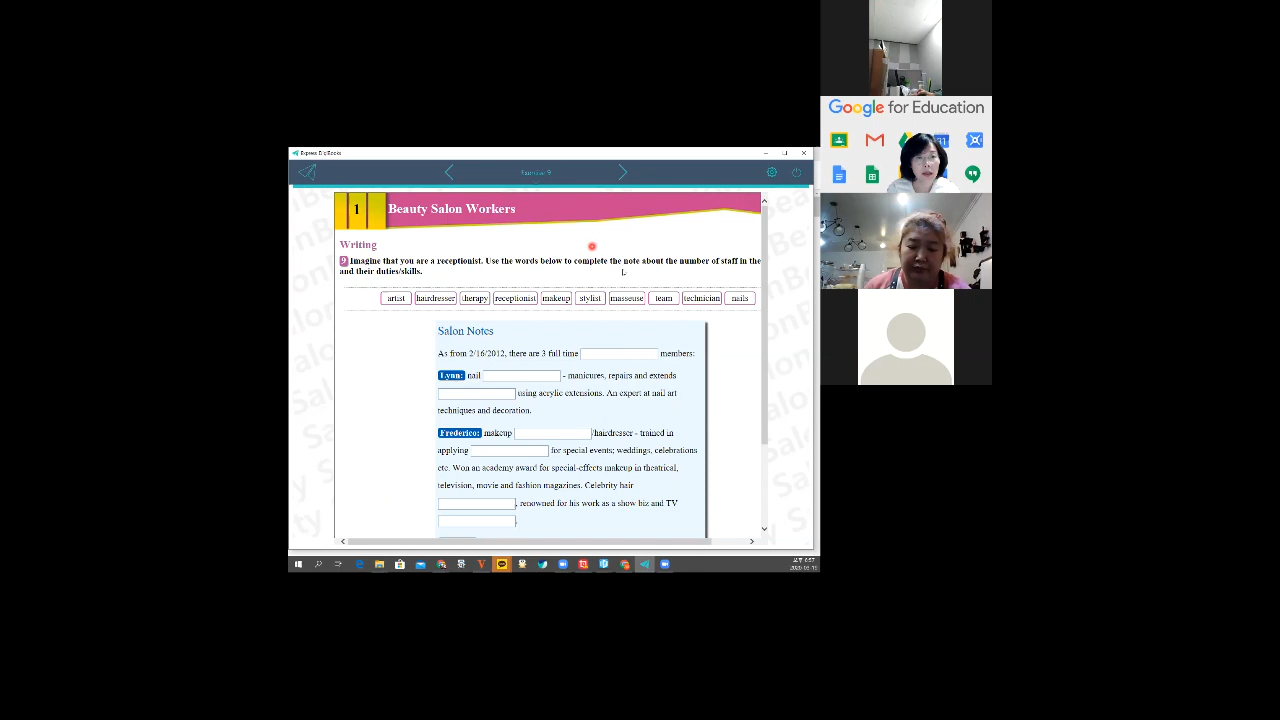 Express DigiBooks
Exercise 9
1 Beauty Salon Workers
Writing
9 Imagine that you are a receptionist. Use the words below to complete the note about the number of staff in the
and their duties/skills.
artist hairdresser therapy receptionist makeup stylist masseuse team technician nails
Salon Notes
As from 2/16/2012, there are 3 full time members:
Lynn: nail - manicures, repairs and extends
using acrylic extensions. An expert at nail art
techniques and decoration.
Frederico: makeup /hairdresser - trained in
applying for special events; weddings, celebrations
etc. Won an academy award for special-effects makeup in theatrical,
television, movie and fashion magazines. Celebrity hair
, renowned for his work as a show biz and TV
.
Google for Education